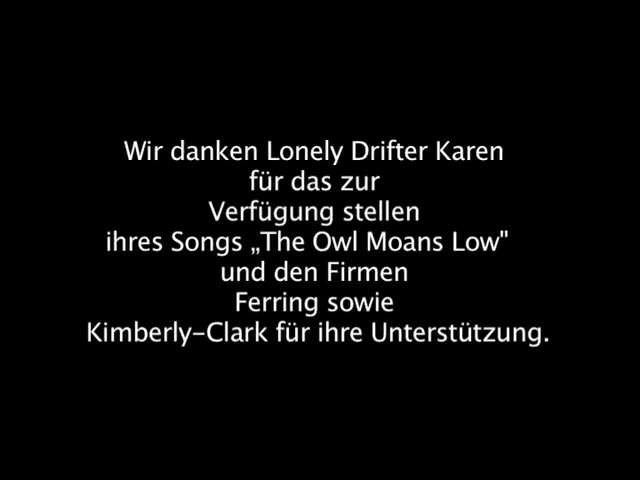 Wir danken Lonely Drifter Karen
für das zur
Verfügung stellen
ihres Songs „The Owl Moans Low"
und den Firmen
Ferring sowie
Kimberly-Clark für ihre Unterstützung.